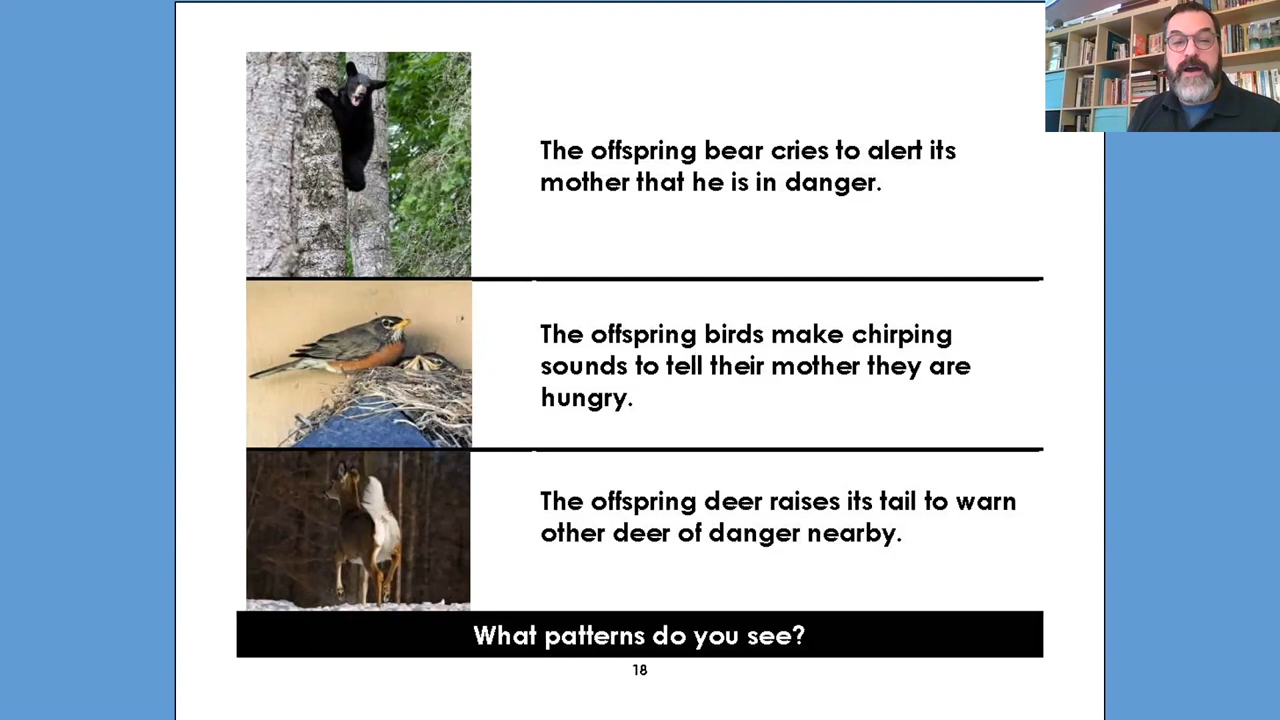 The offspring bear cries to alert its
mother that he is in danger.
The offspring birds make chirping
sounds to tell their mother they are
hungry.
The offspring deer raises its tail to warn
other deer of danger nearby.
What patterns do you see?
18